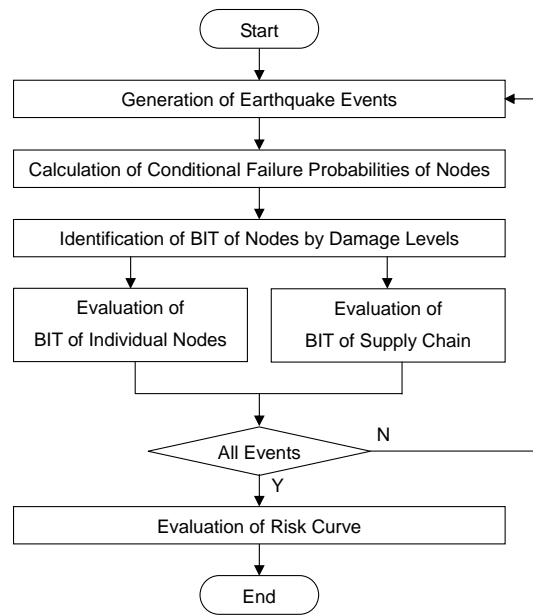 Start
Generation of Earthquake Events
Calculation of Conditional Failure Probabilities of Nodes
Identification of BIT of Nodes by Damage Levels
Evaluation of
BIT of Individual Nodes
Evaluation of
BIT of Supply Chain
All Events
N
Y
Evaluation of Risk Curve
End